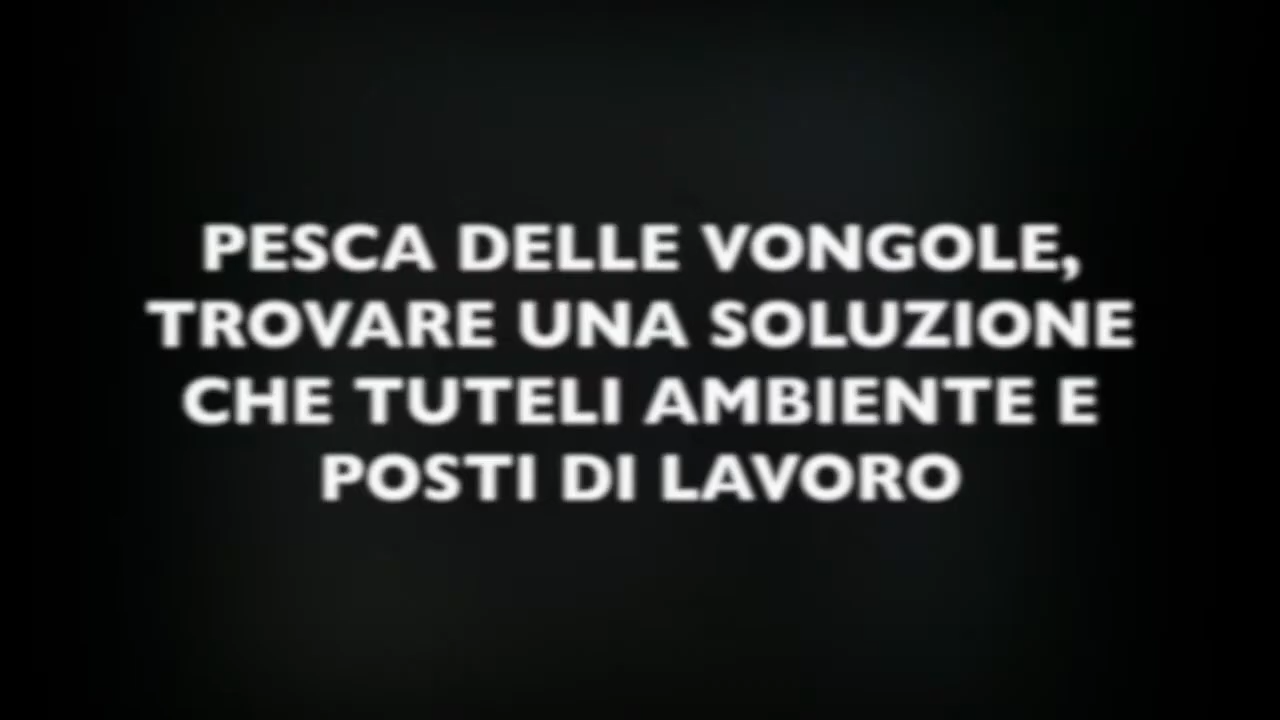 PESCA DELLE VONGOLE,
TROVARE UNA SOLUZIONE
CHE TUTELI AMBIENTE E
POSTI DI LAVORO